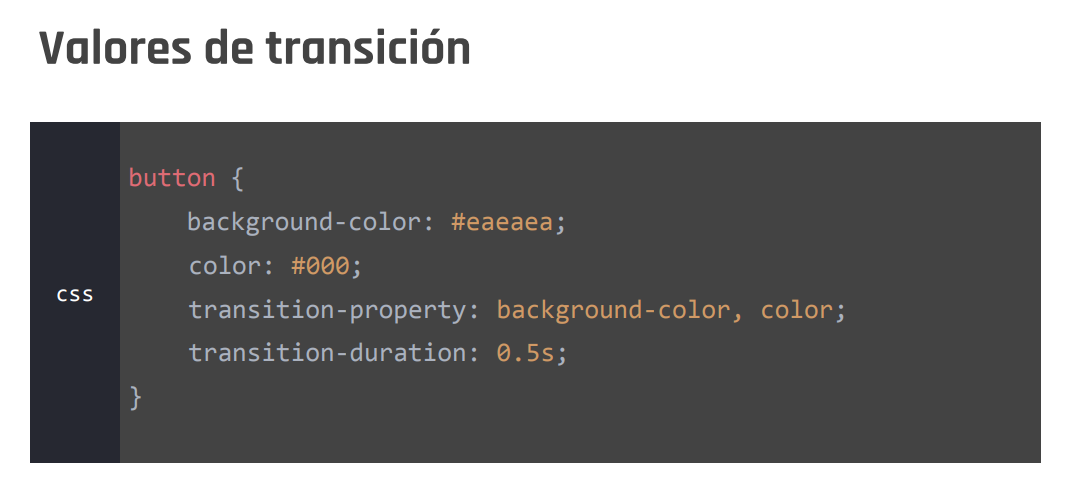 Valores de transición
css
button {
    background-color: #eaeaea;
    color: #000;
    transition-property: background-color, color;
    transition-duration: 0.5s;
}